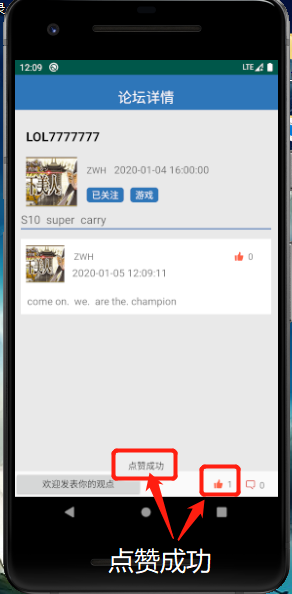 12:09
LTE
论坛详情
LOL7777777
ZWH 2020-01-04 16:00:00
已关注 游戏
S10 super carry
ZWH 0
2020-01-05 12:09:11
come on. we. are the. champion
点赞成功
欢迎发表你的观点 1 0
点赞成功